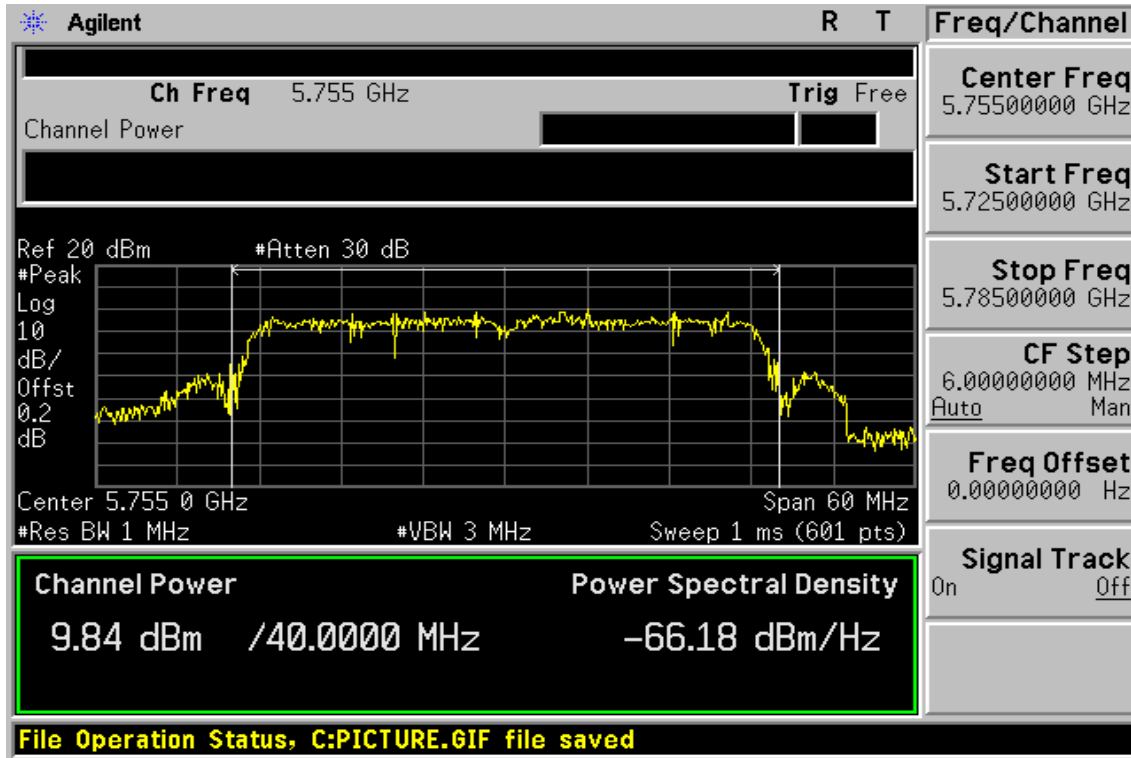 Agilent R T
Ch Freq 5.755 GHz Trig Free
Channel Power
Ref 20 dBm #Atten 30 dB
#Peak
Log
10
dB/
Offst
0.2
dB
Center 5.755 0 GHz Span 60 MHz
#Res BW 1 MHz #VBW 3 MHz Sweep 1 ms (601 pts)
Channel Power Power Spectral Density
9.84 dBm /40.0000 MHz -66.18 dBm/Hz
File Operation Status, C:PICTURE.GIF file saved
Freq/Channel
Center Freq
5.75500000 GHz
Start Freq
5.72500000 GHz
Stop Freq
5.78500000 GHz
CF Step
6.00000000 MHz
Auto Man
Freq Offset
0.00000000 Hz
Signal Track
On Off